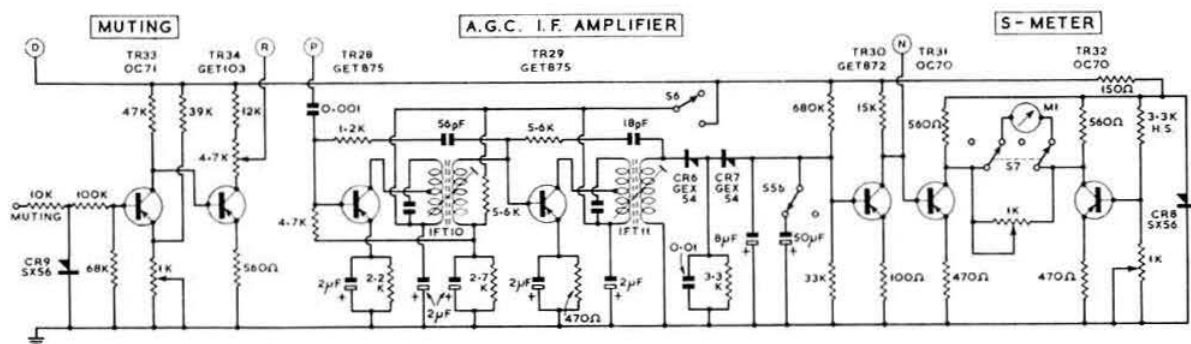 MUTING
A.G.C. I.F. AMPLIFIER
S-METER
D
TR33
OC71
TR34
GET103
R
P
TR28
GET875
TR29
GET875
TR30
GET872
N
TR31
OC70
TR32
OC70
150Ω
47K
39K
12K
0·001
S6
680K
15K
M1
1·2K
56pF
5·6K
18pF
560Ω
560Ω
3·3K
H.S.
4·7K
S7
10K
100K
CR6
GEX
54
CR7
GEX
54
S5b
MUTING
4·7K
5·6K
1K
CR8
SX56
IFT10
IFT11
8µF
50µF
0·01
CR9
SX56
68K
1K
560Ω
2µF
2·2
K
2µF
2·7
K
2µF
470Ω
2µF
3·3
K
33K
100Ω
470Ω
470Ω
1K